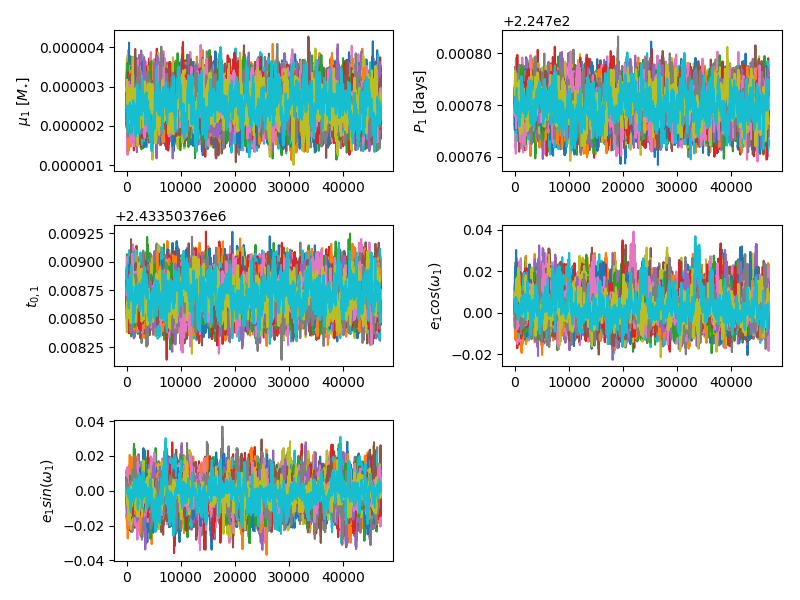 +2.247e2
μ₁ [M⋆]
0.000004
0.000003
0.000002
0.000001
0 10000 20000 30000 40000
P₁ [days]
0.00080
0.00078
0.00076
0 10000 20000 30000 40000
+2.43350376e6
t₀,₁
0.00925
0.00900
0.00875
0.00850
0.00825
0 10000 20000 30000 40000
e₁cos(ω₁)
0.04
0.02
0.00
−0.02
0 10000 20000 30000 40000
e₁sin(ω₁)
0.04
0.02
0.00
−0.02
−0.04
0 10000 20000 30000 40000